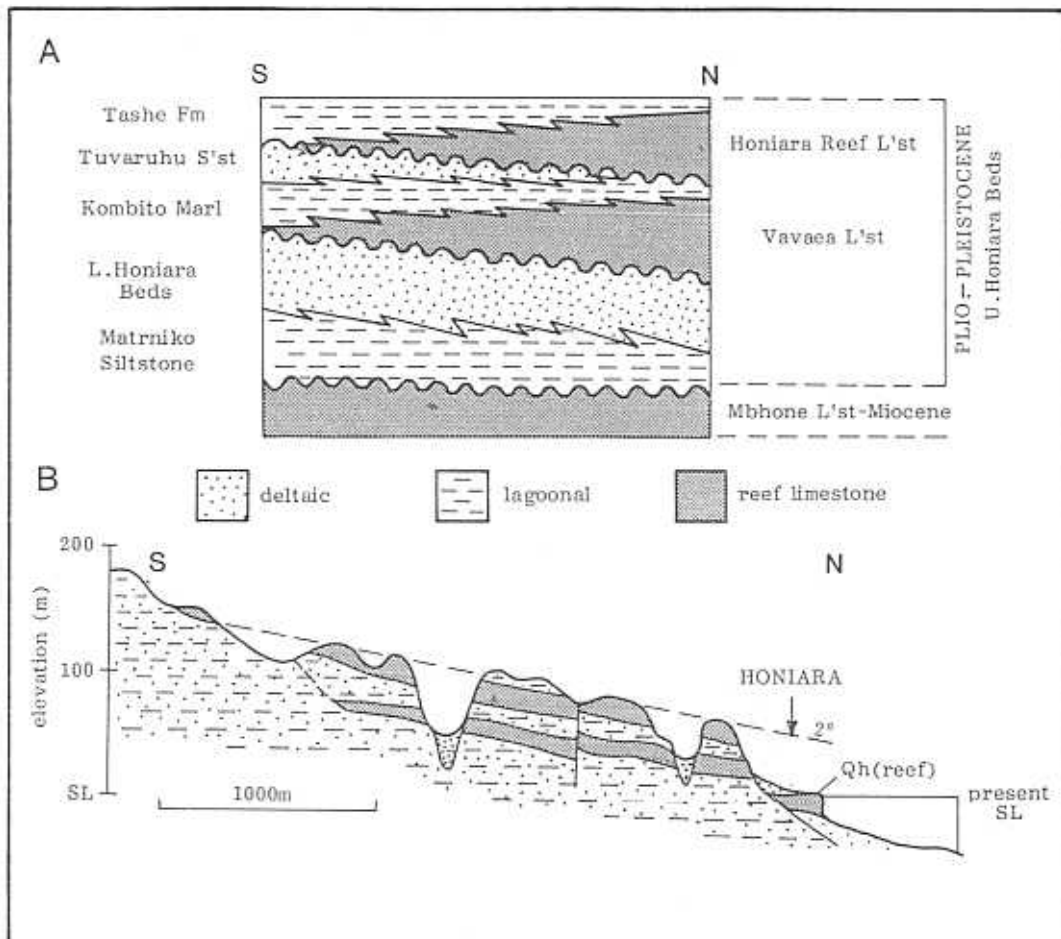 A
S
N
Tashe Fm
Tuvaruhu S'st
Kombito Marl
L.Honiara
Beds
Matrniko
Siltstone
Honiara Reef L'st
Vavaea L'st
Mbhone L'st-Miocene
PLIO-PLEISTOCENE
U.Honiara Beds
B
deltaic
lagoonal
reef limestone
200
S
N
elevation (m)
100
HONIARA
2°
Qh(reef)
SL
1000m
present
SL